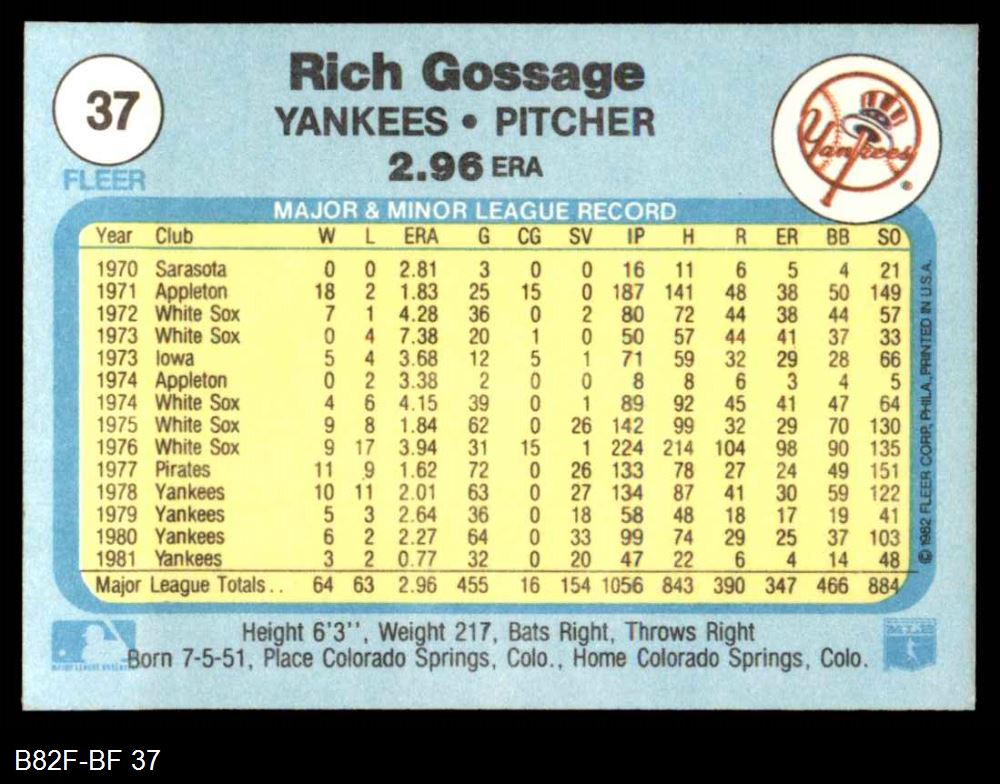 37
FLEER
Rich Gossage
YANKEES • PITCHER
2.96 ERA
Yankees
MAJOR & MINOR LEAGUE RECORD
Year Club W L ERA G CG SV IP H R ER BB SO
1970 Sarasota 0 0 2.81 3 0 0 16 11 6 5 4 21
1971 Appleton 18 2 1.83 25 15 0 187 141 48 38 50 149
1972 White Sox 7 1 4.28 36 0 2 80 72 44 38 44 57
1973 White Sox 0 4 7.38 20 1 0 50 57 44 41 37 33
1973 Iowa 5 4 3.68 12 5 1 71 59 32 29 28 66
1974 Appleton 0 2 3.38 2 0 0 8 8 6 3 4 5
1974 White Sox 4 6 4.15 39 0 1 89 92 45 41 47 64
1975 White Sox 9 8 1.84 62 0 26 142 99 32 29 70 130
1976 White Sox 9 17 3.94 31 15 1 224 214 104 98 90 135
1977 Pirates 11 9 1.62 72 0 26 133 78 27 24 49 151
1978 Yankees 10 11 2.01 63 0 27 134 87 41 30 59 122
1979 Yankees 5 3 2.64 36 0 18 58 48 18 17 19 41
1980 Yankees 6 2 2.27 64 0 33 99 74 29 25 37 103
1981 Yankees 3 2 0.77 32 0 20 47 22 6 4 14 48
Major League Totals.. 64 63 2.96 455 16 154 1056 843 390 347 466 884
© 1982 FLEER CORP., PHILA., PRINTED IN U.S.A.
Height 6'3'', Weight 217, Bats Right, Throws Right
Born 7-5-51, Place Colorado Springs, Colo., Home Colorado Springs, Colo.
B82F-BF 37